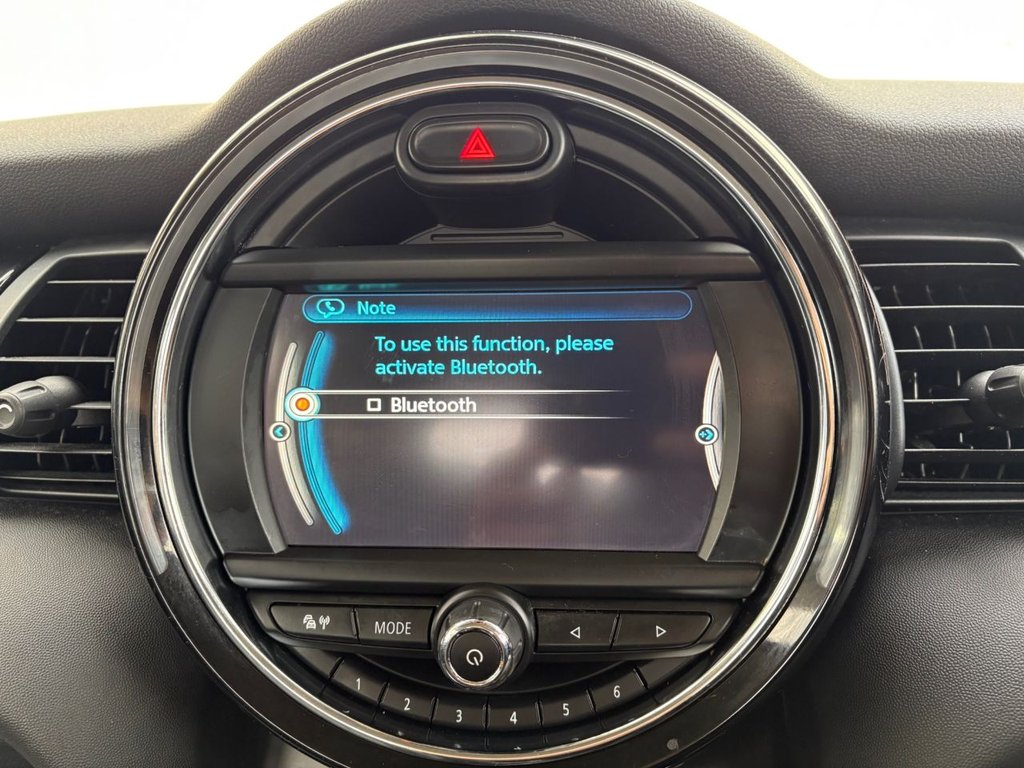 Note
To use this function, please
activate Bluetooth.
Bluetooth
MODE
1 2 3 4 5 6